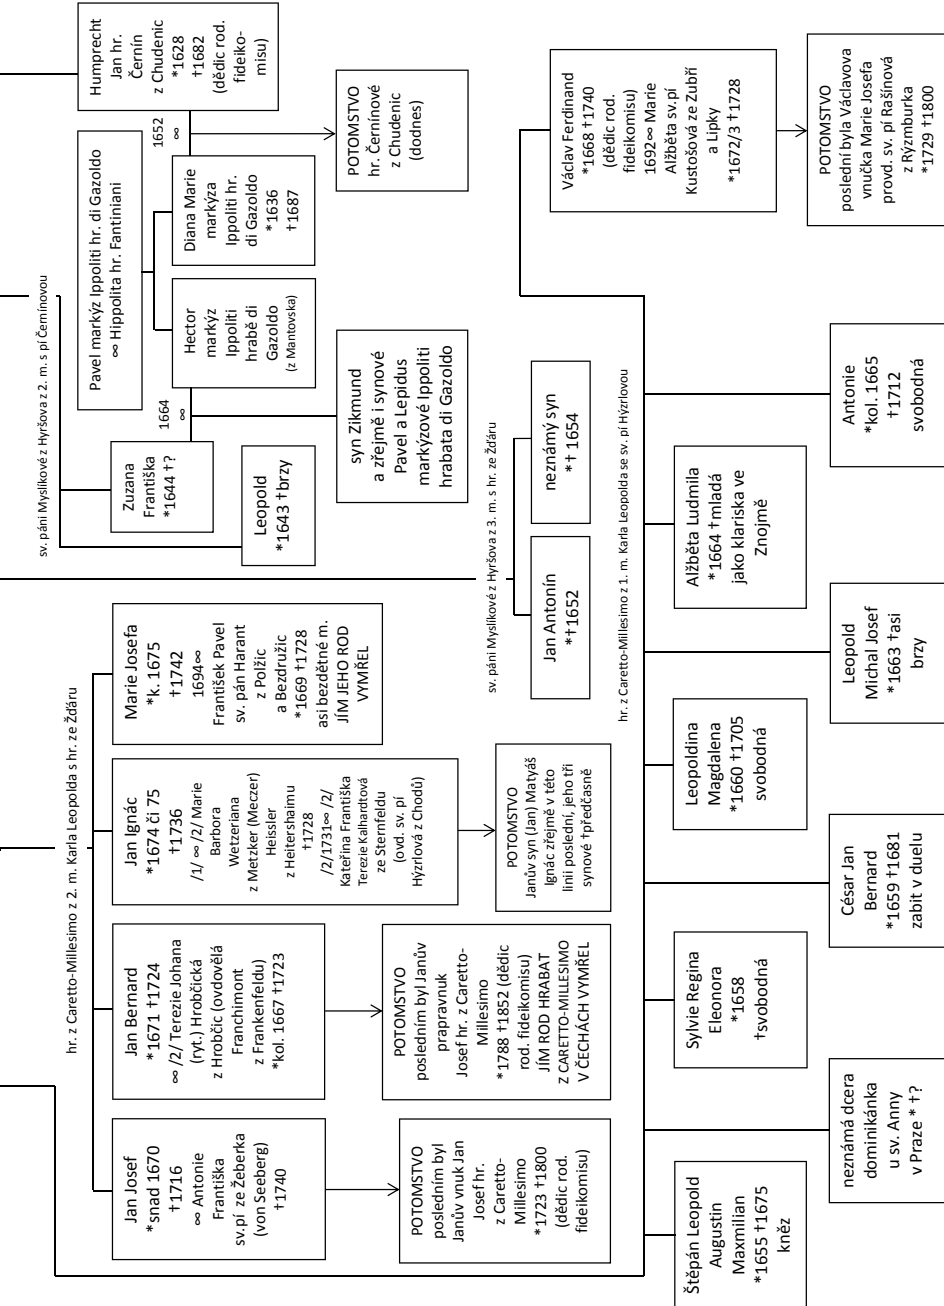 hr. z Caretto-Millesimo z 2. m. Karla Leopolda s hr. ze Žďáru
Jan Josef
*snad 1670
†1716
∞ Antonie
Františka
sv.pí ze Žeberka
(von Seeberg)
†1740
Jan Bernard
*1671 †1724
∞ /2/ Terezie Johana
(ryt.) Hrobčická
z Hrobčic (ovdovělá
Franchimont
z Frankenfeldu)
*kol. 1667 †1723
Jan Ignác
*1674 či 75
†1736
/1/ ∞ /2/ Marie
Barbora
Wetzeriana
z Metzker (Meczer)
Heissler
z Heitershaimu
†1728
/2/1731∞ /2/
Kateřina Františka
Terezie Kalhardtová
ze Sternfeldu
(ovd. sv. pí
Hýzrlová z Chodů)
Marie Josefa
*k. 1675
†1742
1694∞
František Pavel
sv. pán Harant
z Polžic
a Bezdružic
*1669 †1728
asi bezdětné m.
JÍM JEHO ROD
VYMŘEL
POTOMSTVO
posledním byl
Janův vnuk Jan
Josef hr.
z Caretto-
Millesimo
*1723 †1800
(dědic rod.
fideikomisu)
POTOMSTVO
posledním byl Janův
prapravnuk
Josef hr. z Caretto-
Millesimo
*1788 †1852 (dědic
rod. fideikomisu)
JÍM ROD HRABAT
Z CARETTO-MILLESIMO
V ČECHÁCH VYMŘEL
POTOMSTVO
Janův syn (Jan) Matyáš
Ignác zřejmě v této
linii poslední, jeho tři
synové †předčasně
sv. páni Myslíkové z Hyršova z 2. m. s pí Černínovou
Zuzana
Františka
*1644 †?
Leopold
*1643 †brzy
1664
∞
Pavel markýz Ippoliti hr. di Gazoldo
∞ Hippolita hr. Fantiniani
Hector
markýz
Ippoliti
hrabě di
Gazoldo
(z Mantovska)
Diana Marie
markýza
Ippoliti hr.
di Gazoldo
*1636
†1687
1652
∞
Humprecht
Jan hr.
Černín
z Chudenic
*1628
†1682
(dědic rod.
fideiko-
misu)
syn Zikmund
a zřejmě i synové
Pavel a Lepidus
markýzové Ippoliti
hrabata di Gazoldo
POTOMSTVO
hr. Černínové
z Chudenic
(dodnes)
sv. páni Myslíkové z Hyršova z 3. m. s hr. ze Žďáru
Jan Antonín
*†1652
neznámý syn
*† 1654
hr. z Caretto-Millesimo z 1. m. Karla Leopolda se sv. pí Hýzrlovou
Štěpán Leopold
Augustin
Maxmilian
*1655 †1675
kněz
neznámá dcera
dominikánka
u sv. Anny
v Praze * †?
Sylvie Regina
Eleonora
*1658
†svobodná
César Jan
Bernard
*1659 †1681
zabit v duelu
Leopoldina
Magdalena
*1660 †1705
svobodná
Leopold
Michal Josef
*1663 †asi
brzy
Alžběta Ludmila
*1664 †mladá
jako klariska ve
Znojmě
Antonie
*kol. 1665
†1712
svobodná
Václav Ferdinand
*1668 †1740
(dědic rod.
fideikomisu)
1692∞ Marie
Alžběta sv.pí
Kustošová ze Zubří
a Lipky
*1672/3 †1728
POTOMSTVO
poslední byla Václavova
vnučka Marie Josefa
provd. sv. pí Rašínová
z Rýzmburka
*1729 †1800